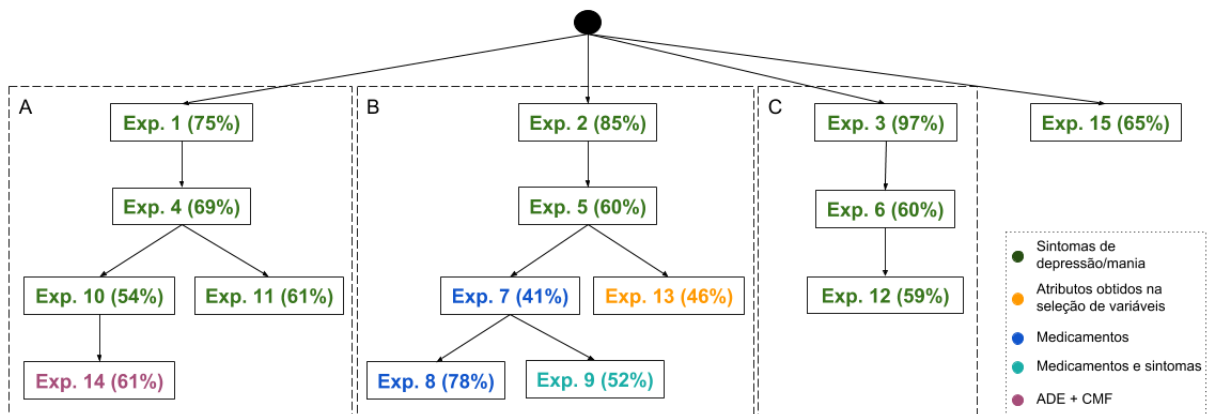 A
B
C
Exp. 1 (75%)
Exp. 2 (85%)
Exp. 3 (97%)
Exp. 15 (65%)
Exp. 4 (69%)
Exp. 5 (60%)
Exp. 6 (60%)
Exp. 10 (54%)
Exp. 11 (61%)
Exp. 7 (41%)
Exp. 13 (46%)
Exp. 12 (59%)
Exp. 14 (61%)
Exp. 8 (78%)
Exp. 9 (52%)
Sintomas de
depressão/mania
Atributos obtidos na
seleção de variáveis
Medicamentos
Medicamentos e sintomas
ADE + CMF